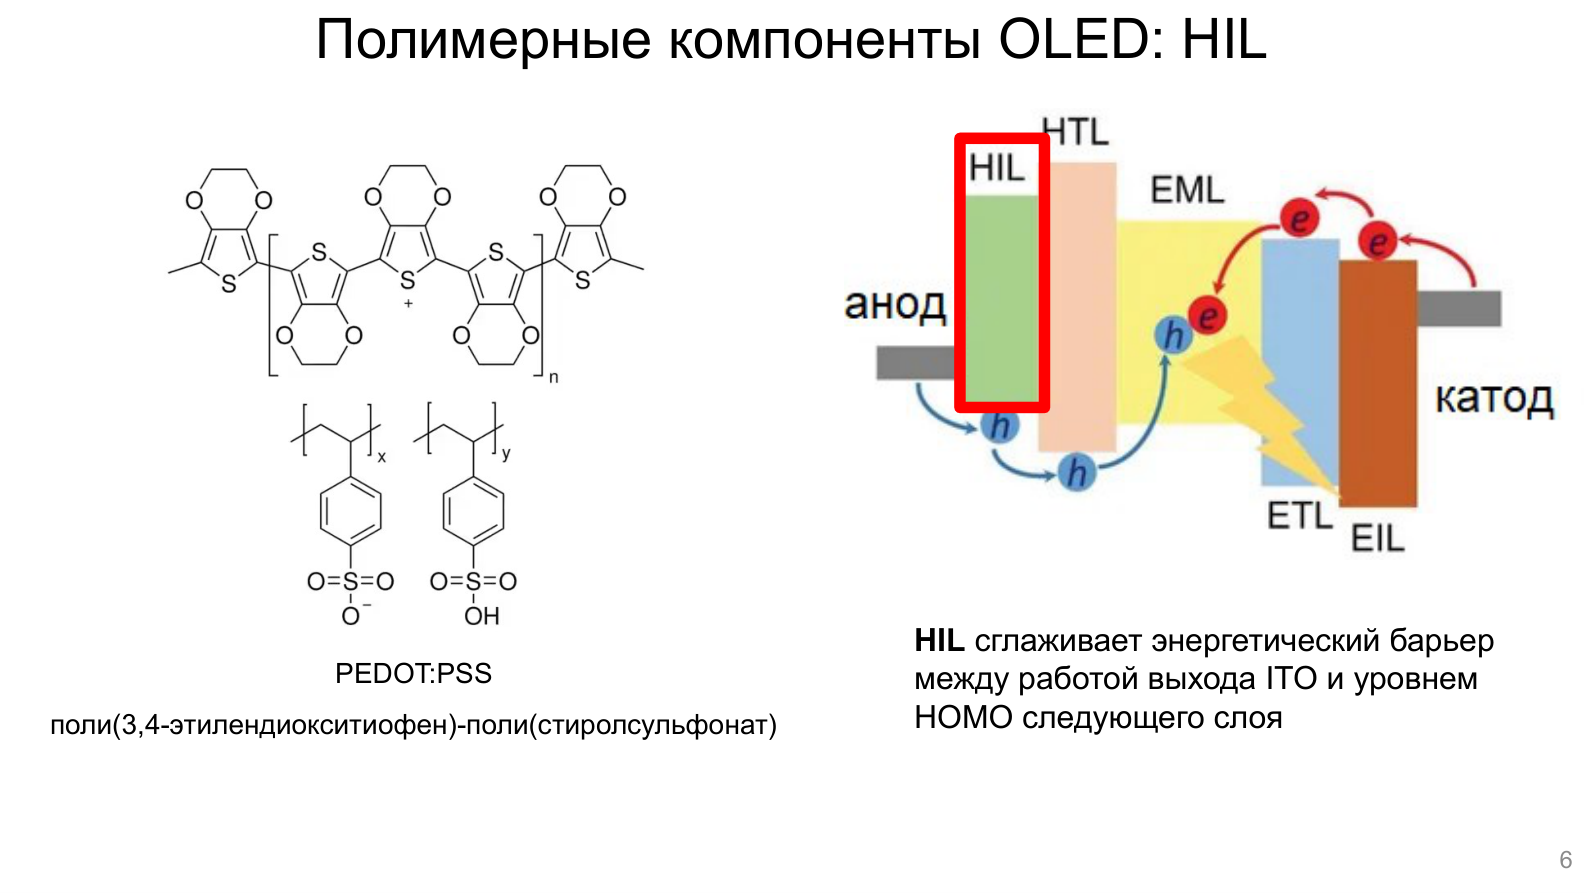 Полимерные компоненты OLED: HIL
O O O O O O
S S
S S S
+
O O O O
n
x y
O=S=O O=S=O
O⁻ OH
PEDOT:PSS
поли(3,4-этилендиокситиофен)-поли(стиролсульфонат)
HTL
HIL
EML
e
e
анод
e
h
катод
h
h
ETL
EIL
HIL сглаживает энергетический барьер
между работой выхода ITO и уровнем
HOMO следующего слоя
6